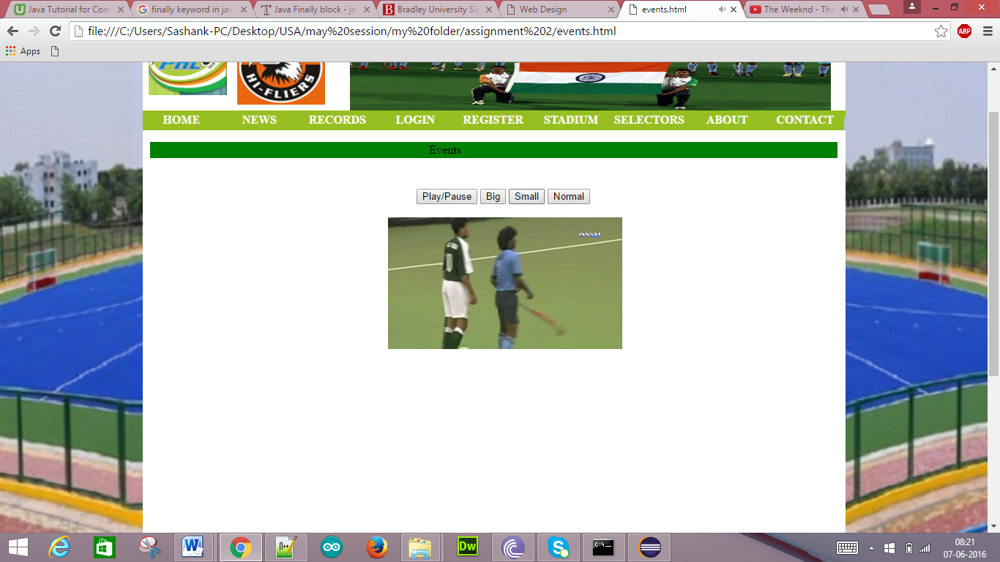 Java Tutorial for Com
finally keyword in java
Java Finally block - ja
Bradley University Sig
Web Design
events.html
The Weeknd - The
file:///C:/Users/Sashank-PC/Desktop/USA/may%20session/my%20folder/assignment%202/events.html
ABP
Apps
PHL
HI-FLIERS
HOME NEWS RECORDS LOGIN REGISTER STADIUM SELECTORS ABOUT CONTACT
Events
Play/Pause Big Small Normal
10
W
Dw
S
C:\_
08:21
07-06-2016